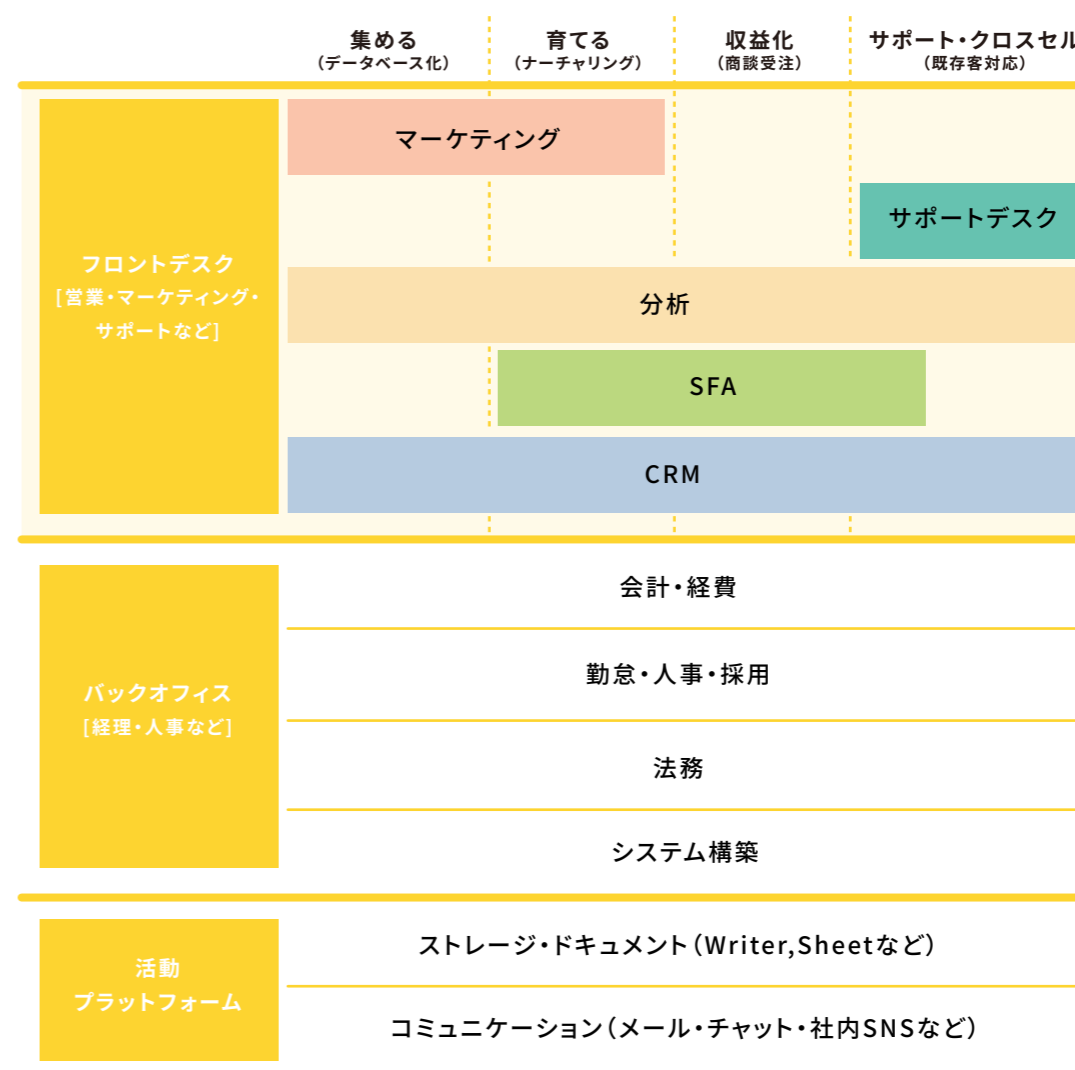 集める
（データベース化）
育てる
（ナーチャリング）
収益化
（商談受注）
サポート・クロスセル
（既存客対応）
フロントデスク
[営業・マーケティング・
サポートなど]
マーケティング
サポートデスク
分析
SFA
CRM
バックオフィス
[経理・人事など]
会計・経費
勤怠・人事・採用
法務
システム構築
活動
プラットフォーム
ストレージ・ドキュメント（Writer,Sheetなど）
コミュニケーション（メール・チャット・社内SNSなど）